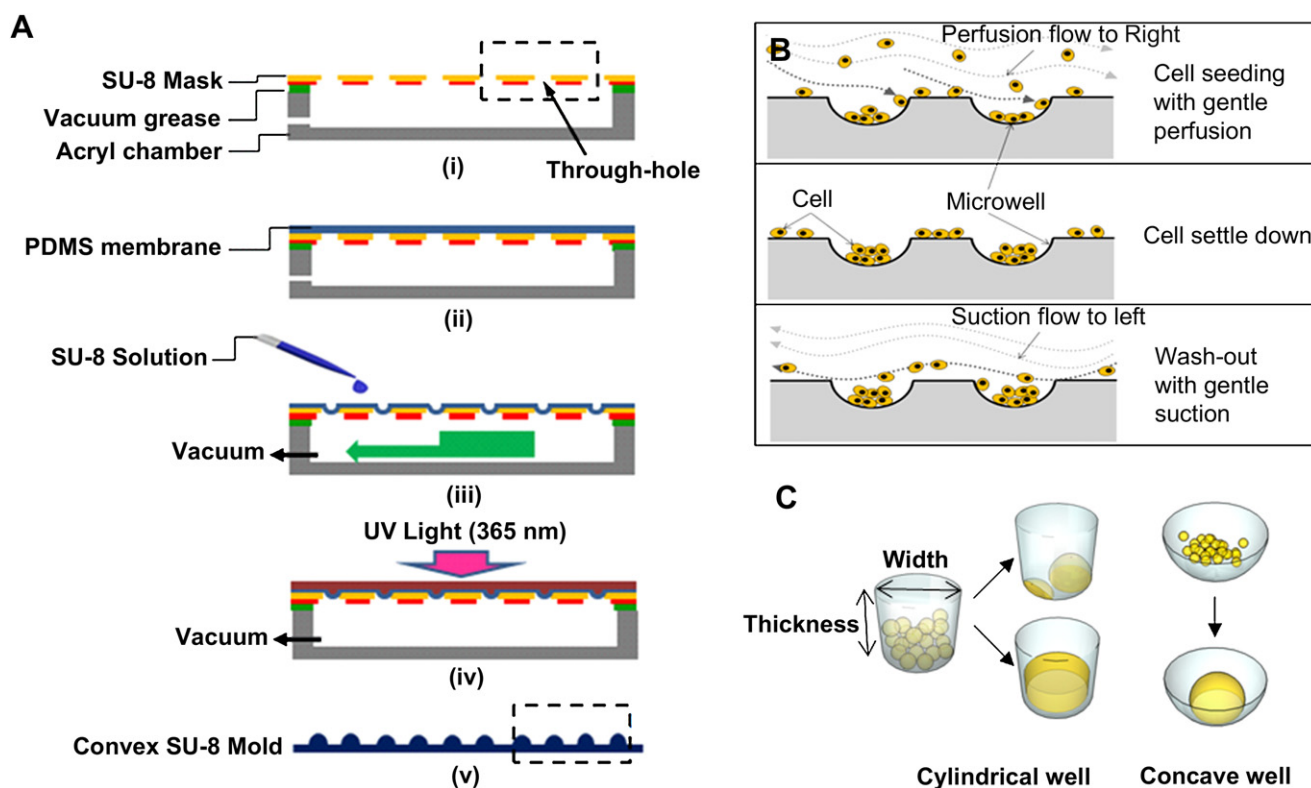 A
SU-8 Mask
Vacuum grease
Acryl chamber
(i)
Through-hole
PDMS membrane
(ii)
SU-8 Solution
Vacuum
(iii)
UV Light (365 nm)
Vacuum
(iv)
Convex SU-8 Mold
(v)
B
Perfusion flow to Right
Cell seeding
with gentle
perfusion
Cell
Microwell
Cell settle down
Suction flow to left
Wash-out
with gentle
suction
C
Width
Thickness
Cylindrical well
Concave well